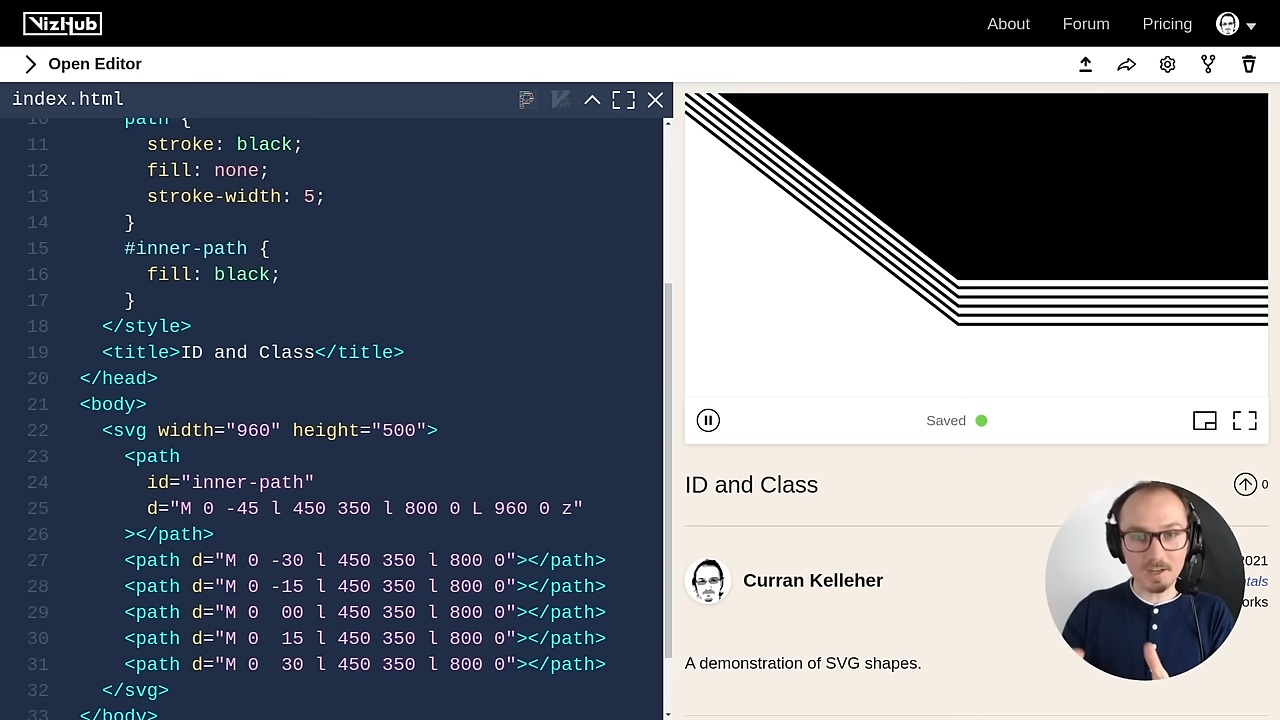 VizHub
About Forum Pricing
Open Editor
index.html
10 path {
11 stroke: black;
12 fill: none;
13 stroke-width: 5;
14 }
15 #inner-path {
16 fill: black;
17 }
18 </style>
19 <title>ID and Class</title>
20 </head>
21 <body>
22 <svg width="960" height="500">
23 <path
24 id="inner-path"
25 d="M 0 -45 l 450 350 l 800 0 L 960 0 z"
26 ></path>
27 <path d="M 0 -30 l 450 350 l 800 0"></path>
28 <path d="M 0 -15 l 450 350 l 800 0"></path>
29 <path d="M 0  00 l 450 350 l 800 0"></path>
30 <path d="M 0  15 l 450 350 l 800 0"></path>
31 <path d="M 0  30 l 450 350 l 800 0"></path>
32 </svg>
33 </body>
Saved
ID and Class
0
Curran Kelleher
A demonstration of SVG shapes.